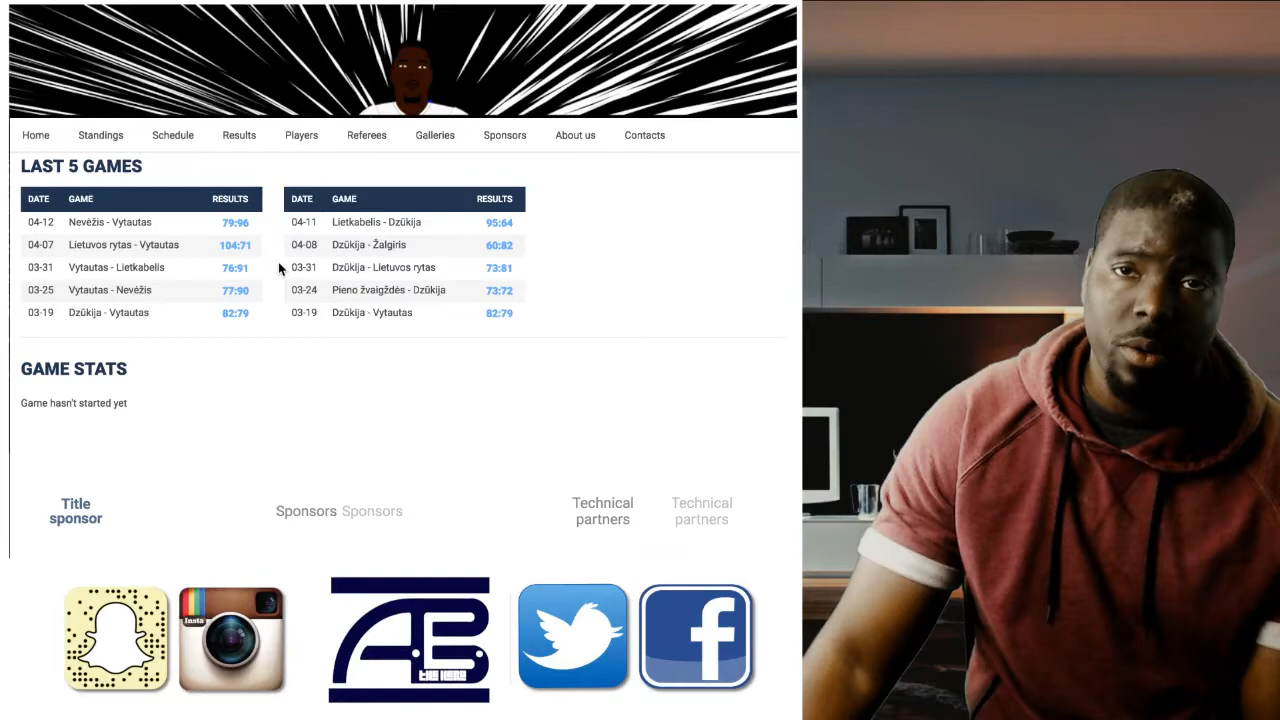 Home Standings Schedule Results Players Referees Galleries Sponsors About us Contacts
LAST 5 GAMES
DATE GAME RESULTS
04-12 Nevėžis - Vytautas 79:96
04-07 Lietuvos rytas - Vytautas 104:71
03-31 Vytautas - Lietkabelis 76:91
03-25 Vytautas - Nevėžis 77:90
03-19 Dzūkija - Vytautas 82:79
DATE GAME RESULTS
04-11 Lietkabelis - Dzūkija 95:64
04-08 Dzūkija - Žalgiris 60:82
03-31 Dzūkija - Lietuvos rytas 73:81
03-24 Pieno žvaigždės - Dzūkija 73:72
03-19 Dzūkija - Vytautas 82:79
GAME STATS
Game hasn't started yet
Title
sponsor
Sponsors Sponsors
Technical
partners
Technical
partners
Insta
AB
f